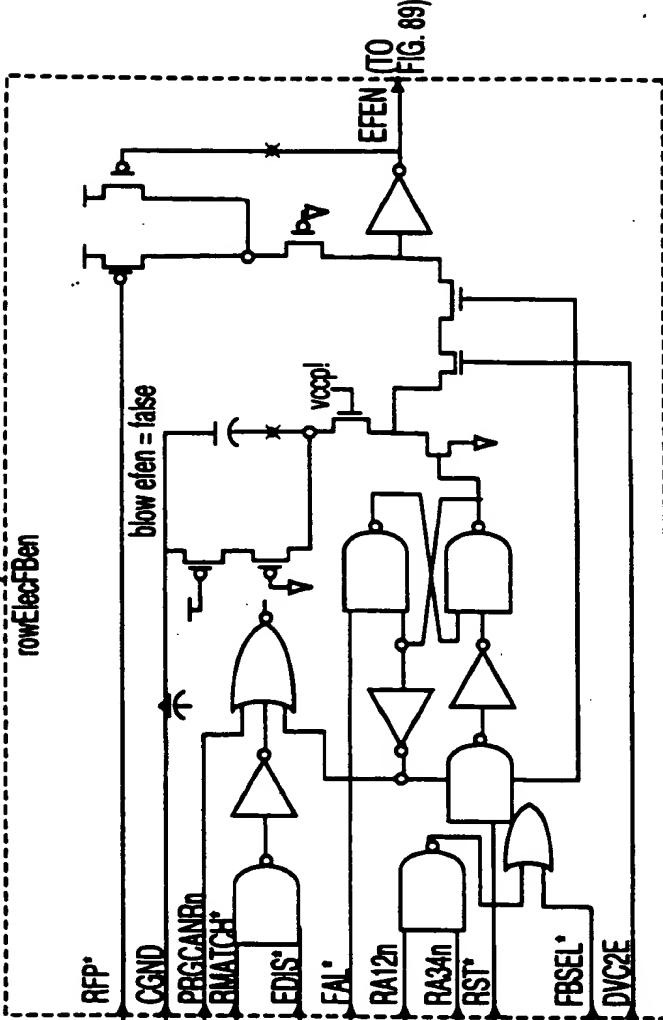 rowElecFBen
RFP*
CGND
PRGCANRn
RMATCH*
EDIS*
FAL*
RA12n
RA34n
RST*
FBSEL*
DVC2E
blow efen = false
vccp!
EFEN
(TO
FIG. 89)